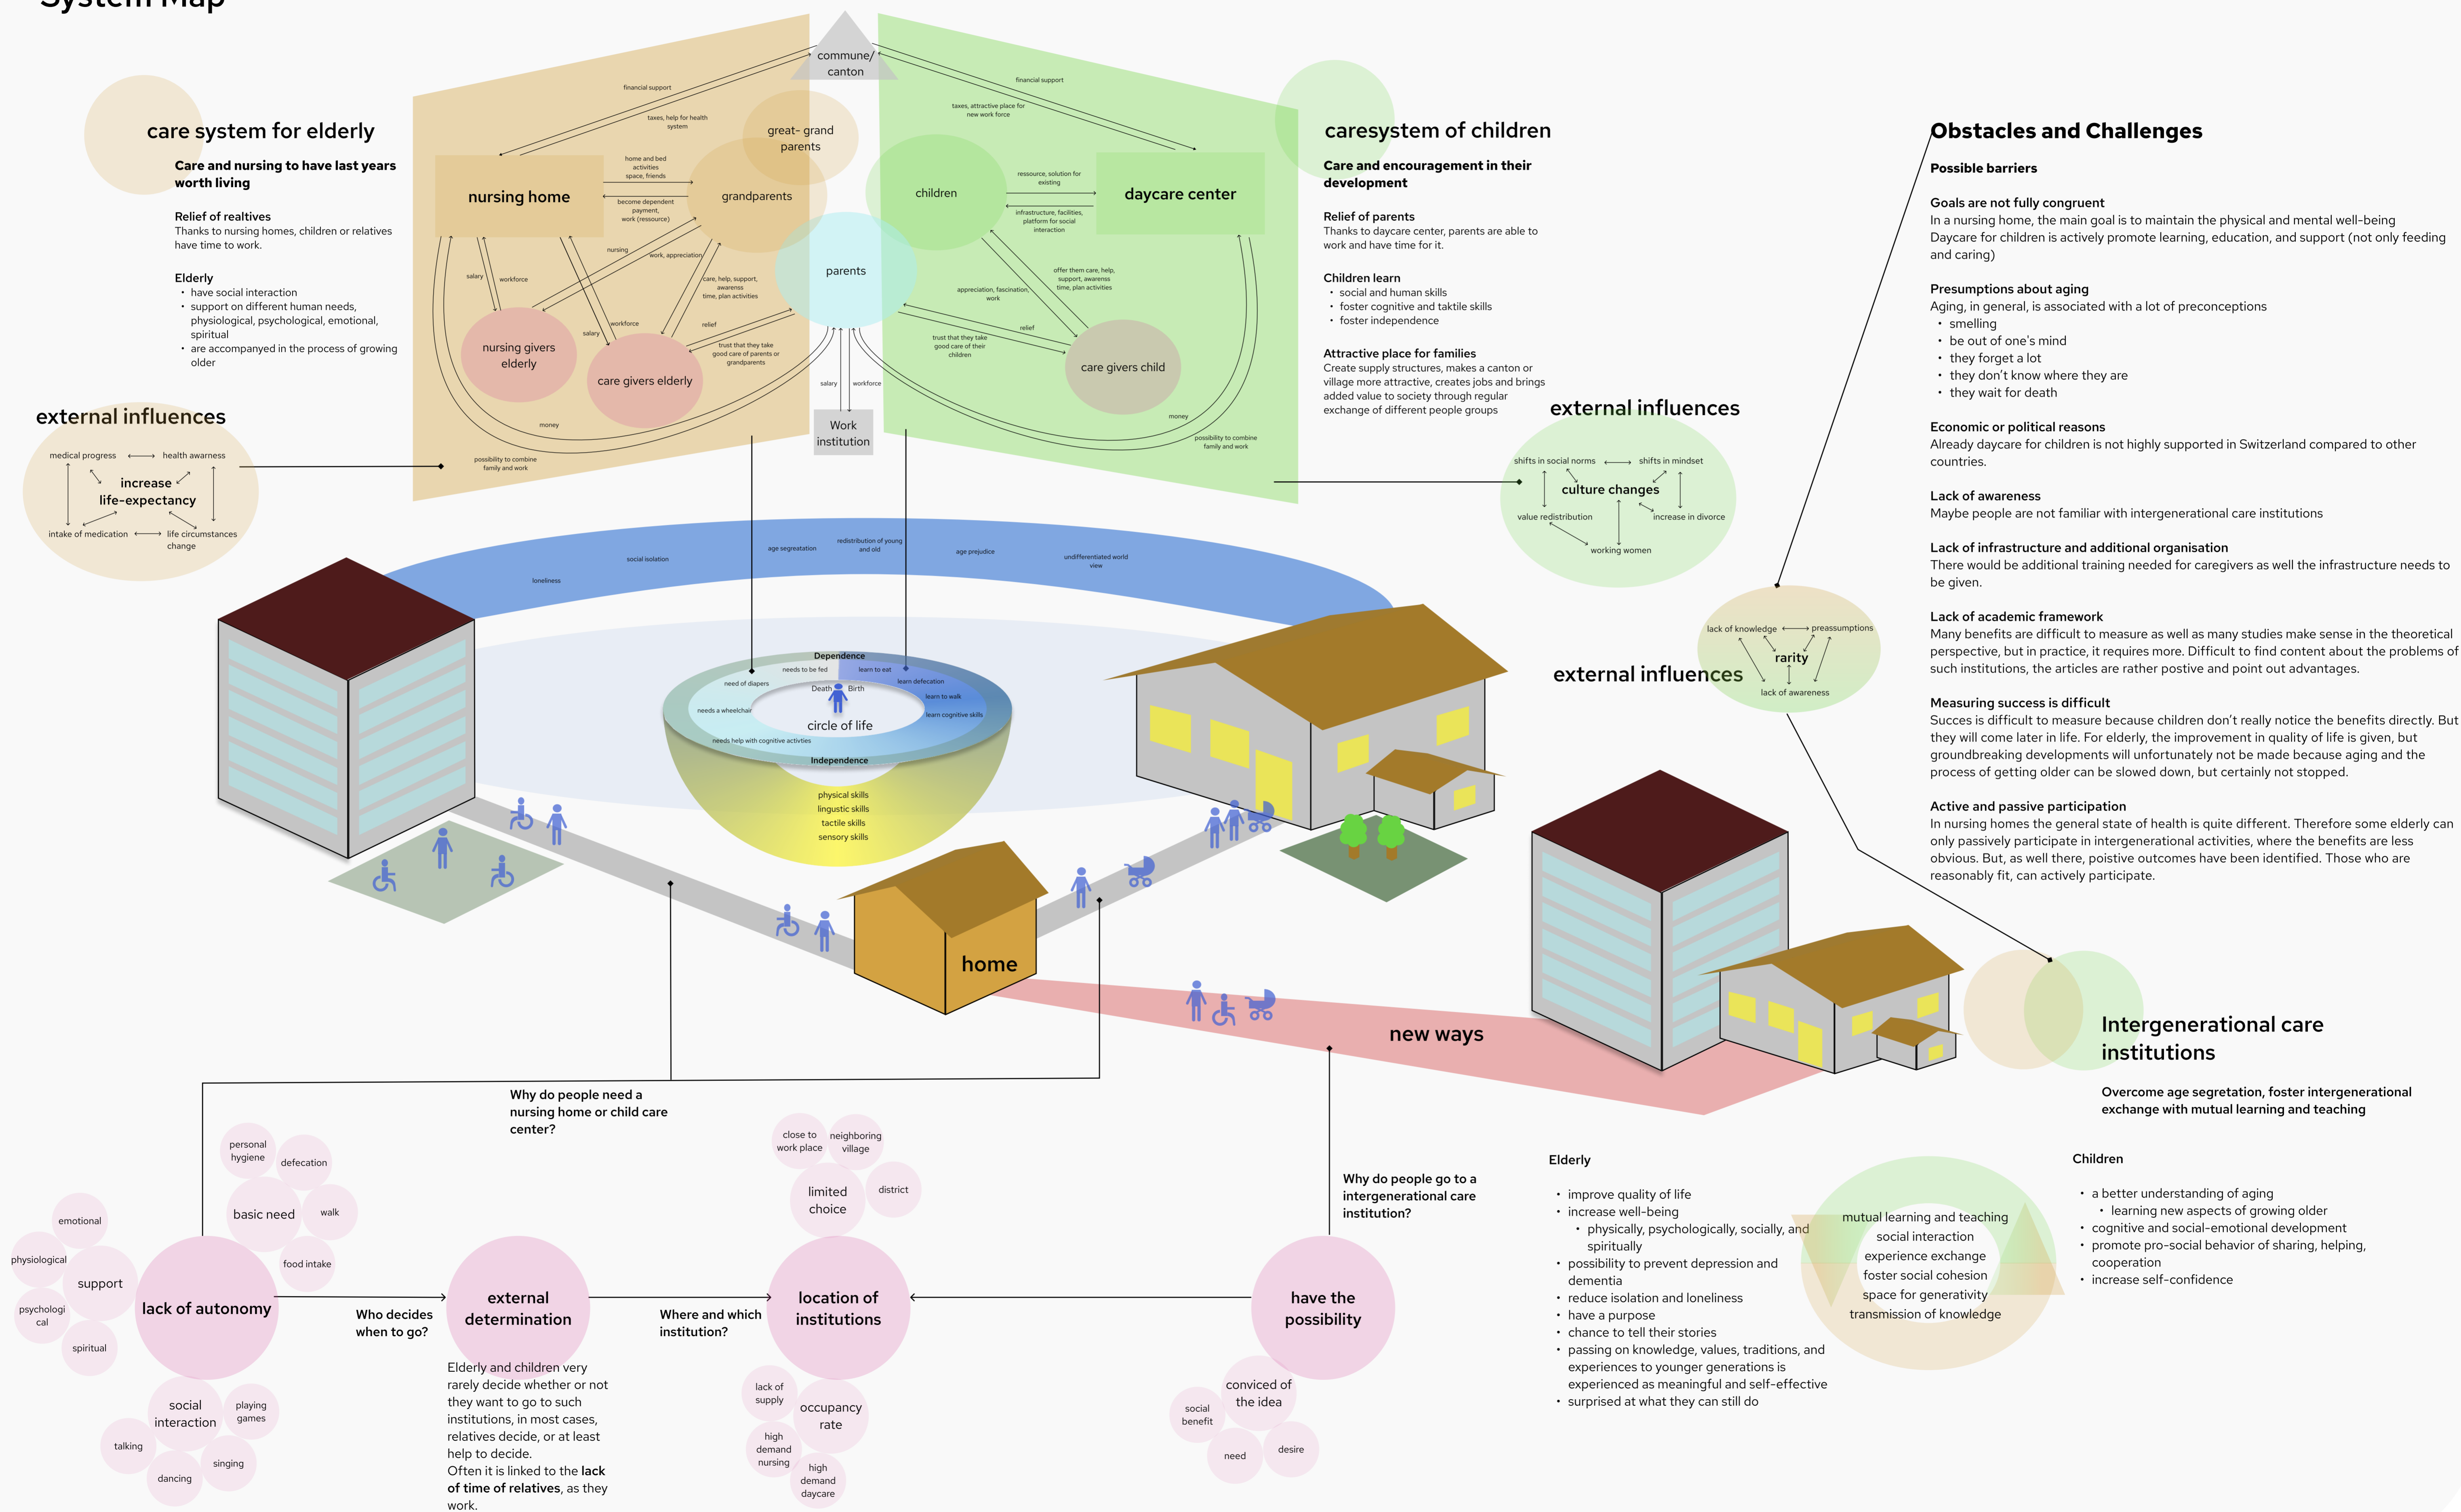 System Map
care system for elderly
Care and nursing to have last years
worth living
Relief of realtives
Thanks to nursing homes, children or relatives
have time to work.
Elderly
• have social interaction
• support on different human needs,
physiological, psychological, emotional,
spiritual
• are accompanyed in the process of growing
older
external influences
medical progress
health awarness
increase
life-expectancy
intake of medication
life circumstances
change
commune/
canton
financial support
taxes, help for health
system
great- grand
parents
nursing home
home and bed
activities
space, friends
become dependent
payment,
work (ressource)
grandparents
nursing
work, appreciation
salary
workforce
care, help, support,
awarenss
time, plan activities
nursing givers
elderly
salary
workforce
care givers elderly
relief
trust that they take
good care of parents or
grandparents
money
possibility to combine
family and work
parents
salary
workforce
Work
institution
financial support
taxes, attractive place for
new work force
children
ressource, solution for
existing
infrastructure, facilities,
platform for social
interaction
daycare center
offer them care, help,
support, awarenss
time, plan activities
appreciation, fascination,
work
relief
trust that they take
good care of their
children
care givers child
money
possibility to combine
family and work
caresystem of children
Care and encouragement in their
development
Relief of parents
Thanks to daycare center, parents are able to
work and have time for it.
Children learn
• social and human skills
• foster cognitive and taktile skills
• foster independence
Attractive place for families
Create supply structures, makes a canton or
village more attractive, creates jobs and brings
added value to society through regular
exchange of different people groups
external influences
shifts in social norms
shifts in mindset
culture changes
value redistribution
increase in divorce
working women
loneliness
social isolation
age segreatation
redistribution of young
and old
age prejudice
undifferentiated world
view
Dependence
needs to be fed
learn to eat
need of diapers
learn defecation
Death
Birth
learn to walk
needs a wheelchair
learn cognitive skills
circle of life
needs help with cognitive activties
Independence
physical skills
lingustic skills
tactile skills
sensory skills
home
new ways
external influences
lack of knowledge
preassumptions
rarity
lack of awareness
Obstacles and Challenges
Possible barriers
Goals are not fully congruent
In a nursing home, the main goal is to maintain the physical and mental well-being
Daycare for children is actively promote learning, education, and support (not only feeding
and caring)
Presumptions about aging
Aging, in general, is associated with a lot of preconceptions
• smelling
• be out of one's mind
• they forget a lot
• they don't know where they are
• they wait for death
Economic or political reasons
Already daycare for children is not highly supported in Switzerland compared to other
countries.
Lack of awareness
Maybe people are not familiar with intergenerational care institutions
Lack of infrastructure and additional organisation
There would be additional training needed for caregivers as well the infrastructure needs to
be given.
Lack of academic framework
Many benefits are difficult to measure as well as many studies make sense in the theoretical
perspective, but in practice, it requires more. Difficult to find content about the problems of
such institutions, the articles are rather postive and point out advantages.
Measuring success is difficult
Succes is difficult to measure because children don't really notice the benefits directly. But
they will come later in life. For elderly, the improvement in quality of life is given, but
groundbreaking developments will unfortunately not be made because aging and the
process of getting older can be slowed down, but certainly not stopped.
Active and passive participation
In nursing homes the general state of health is quite different. Therefore some elderly can
only passively participate in intergenerational activities, where the benefits are less
obvious. But, as well there, poistive outcomes have been identified. Those who are
reasonably fit, can actively participate.
Intergenerational care
institutions
Overcome age segretation, foster intergenerational
exchange with mutual learning and teaching
Why do people need a
nursing home or child care
center?
personal
hygiene
defecation
basic need
walk
food intake
emotional
physiological
support
psychologi
cal
spiritual
lack of autonomy
social
interaction
playing
games
talking
singing
dancing
Who decides
when to go?
external
determination
Elderly and children very
rarely decide whether or not
they want to go to such
institutions, in most cases,
relatives decide, or at least
help to decide.
Often it is linked to the lack
of time of relatives, as they
work.
Where and which
institution?
close to
work place
neighboring
village
limited
choice
district
location of
institutions
lack of
supply
occupancy
rate
high
demand
nursing
high
demand
daycare
Why do people go to a
intergenerational care
institution?
have the
possibility
conviced of
the idea
social
benefit
need
desire
Elderly
• improve quality of life
• increase well-being
• physically, psychologically, socially, and
spiritually
• possibility to prevent depression and
dementia
• reduce isolation and loneliness
• have a purpose
• chance to tell their stories
• passing on knowledge, values, traditions, and
experiences to younger generations is
experienced as meaningful and self-effective
• surprised at what they can still do
mutual learning and teaching
social interaction
experience exchange
foster social cohesion
space for generativity
transmission of knowledge
Children
• a better understanding of aging
• learning new aspects of growing older
• cognitive and social-emotional development
• promote pro-social behavior of sharing, helping,
cooperation
• increase self-confidence